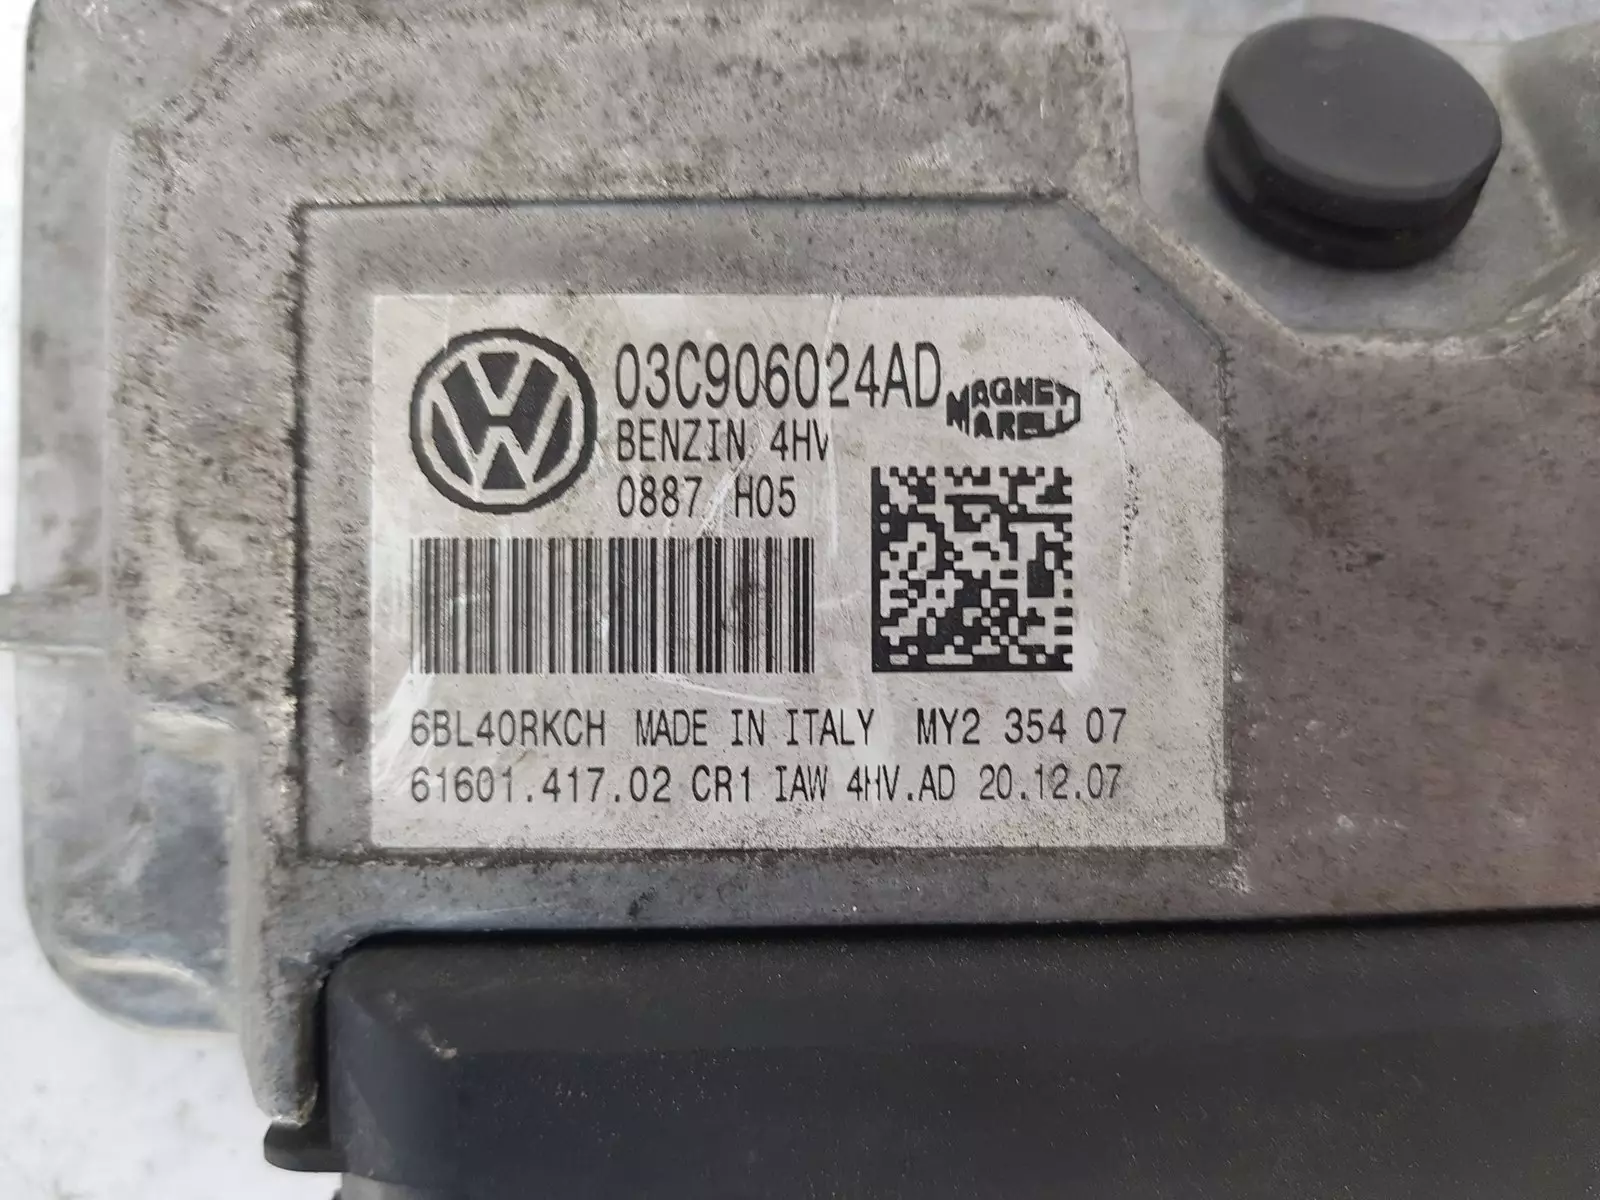 03C906024AD
MAGNETI
MARELLI
BENZIN 4HV
0887 H05
6BL40RKCH MADE IN ITALY MY2 354 07
61601.417.02 CR1 IAW 4HV.AD 20.12.07